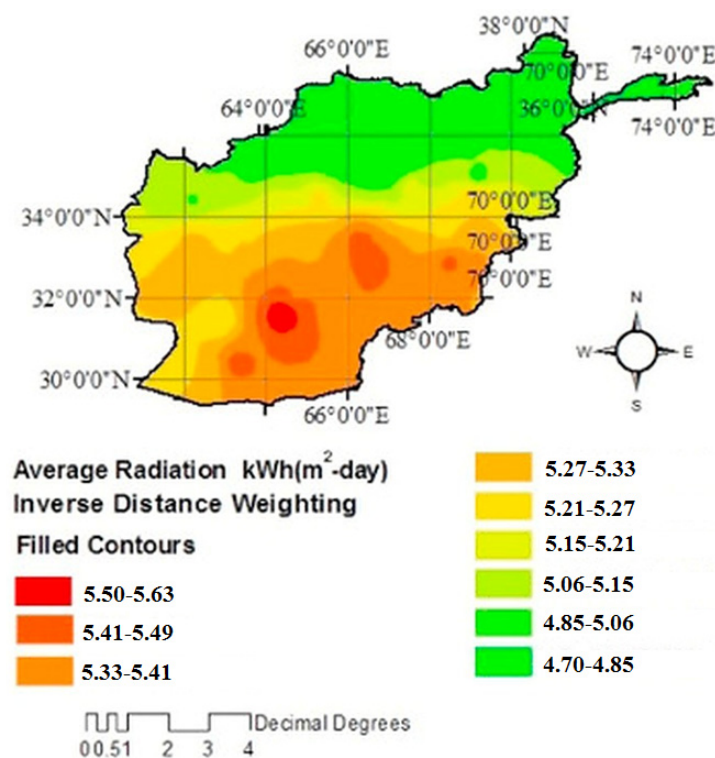 38°0'0"N
66°0'0"E
74°0'0"E
70°0'0"E
64°0'0"E
36°0'0"N
74°0'0"E
70°0'0"E
34°0'0"N
70°0'0"E
70°0'0"E
32°0'0"N
N
68°0'0"E
W E
30°0'0"N
S
66°0'0"E
Average Radiation kWh(m2-day)
Inverse Distance Weighting
Filled Contours
5.50-5.63
5.41-5.49
5.33-5.41
5.27-5.33
5.21-5.27
5.15-5.21
5.06-5.15
4.85-5.06
4.70-4.85
Decimal Degrees
0 0.5 1 2 3 4